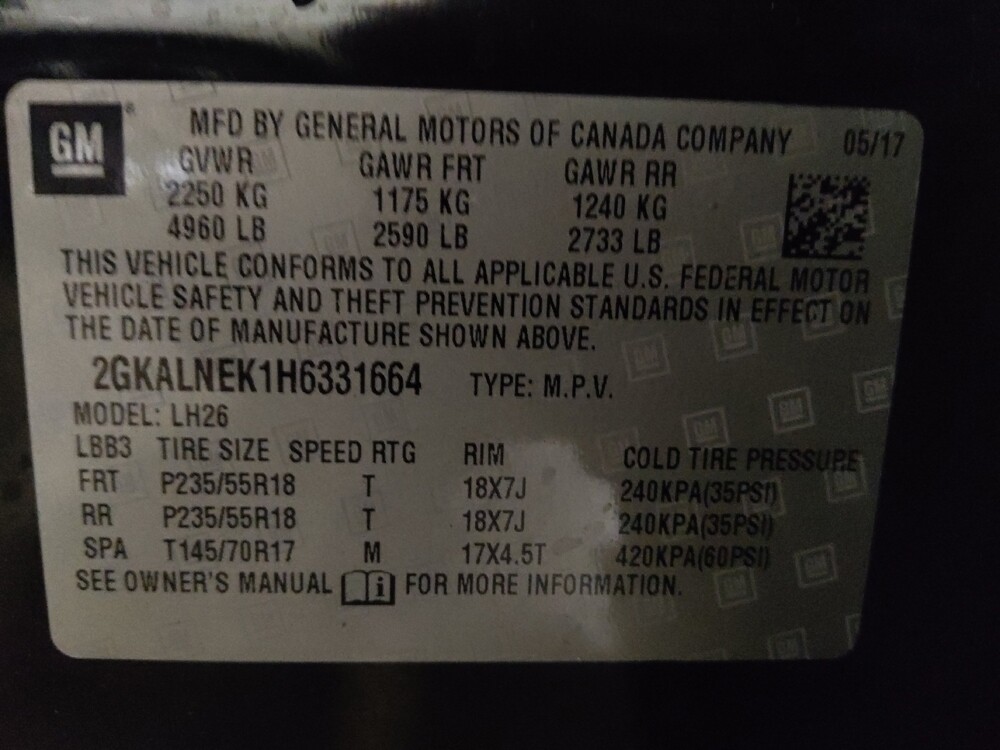 GM
MFD BY GENERAL MOTORS OF CANADA COMPANY 05/17
GVWR GAWR FRT GAWR RR
2250 KG 1175 KG 1240 KG
4960 LB 2590 LB 2733 LB
THIS VEHICLE CONFORMS TO ALL APPLICABLE U.S. FEDERAL MOTOR
VEHICLE SAFETY AND THEFT PREVENTION STANDARDS IN EFFECT ON
THE DATE OF MANUFACTURE SHOWN ABOVE.
2GKALNEK1H6331664 TYPE: M.P.V.
MODEL: LH26
LBB3 TIRE SIZE SPEED RTG RIM COLD TIRE PRESSURE
FRT P235/55R18 T 18X7J 240KPA(35PSI)
RR P235/55R18 T 18X7J 240KPA(35PSI)
SPA T145/70R17 M 17X4.5T 420KPA(60PSI)
SEE OWNER'S MANUAL i FOR MORE INFORMATION.